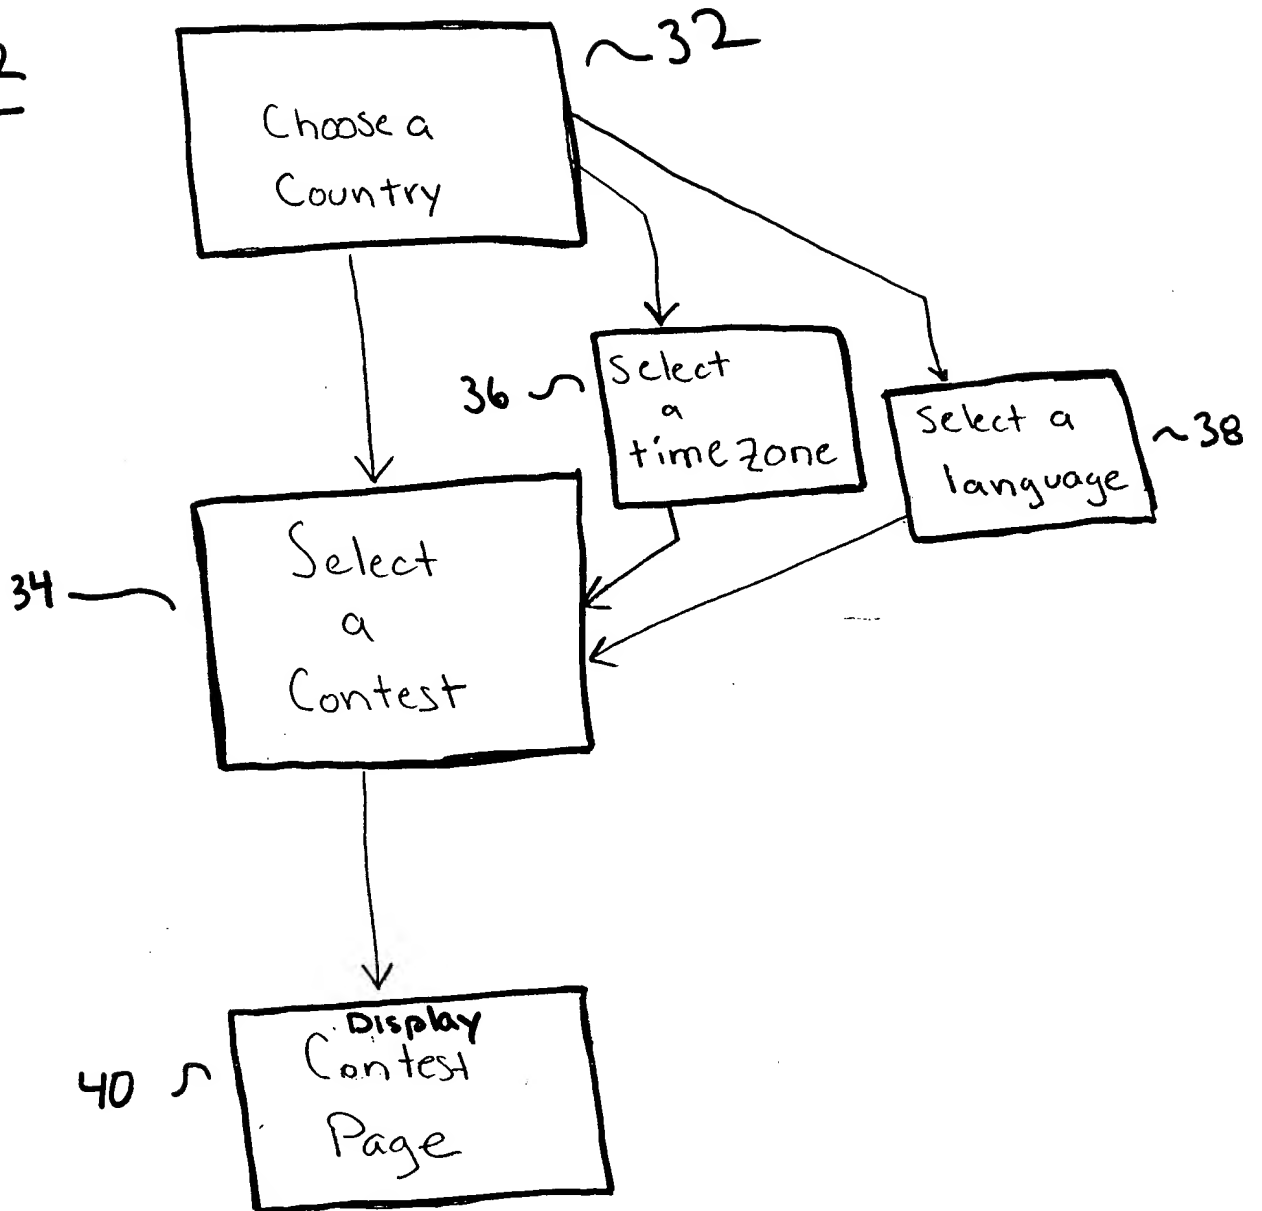 2
32
Choose a
Country
36
Select
a
time zone
Select a
language
38
34
Select
a
Contest
40
Display
Contest
Page